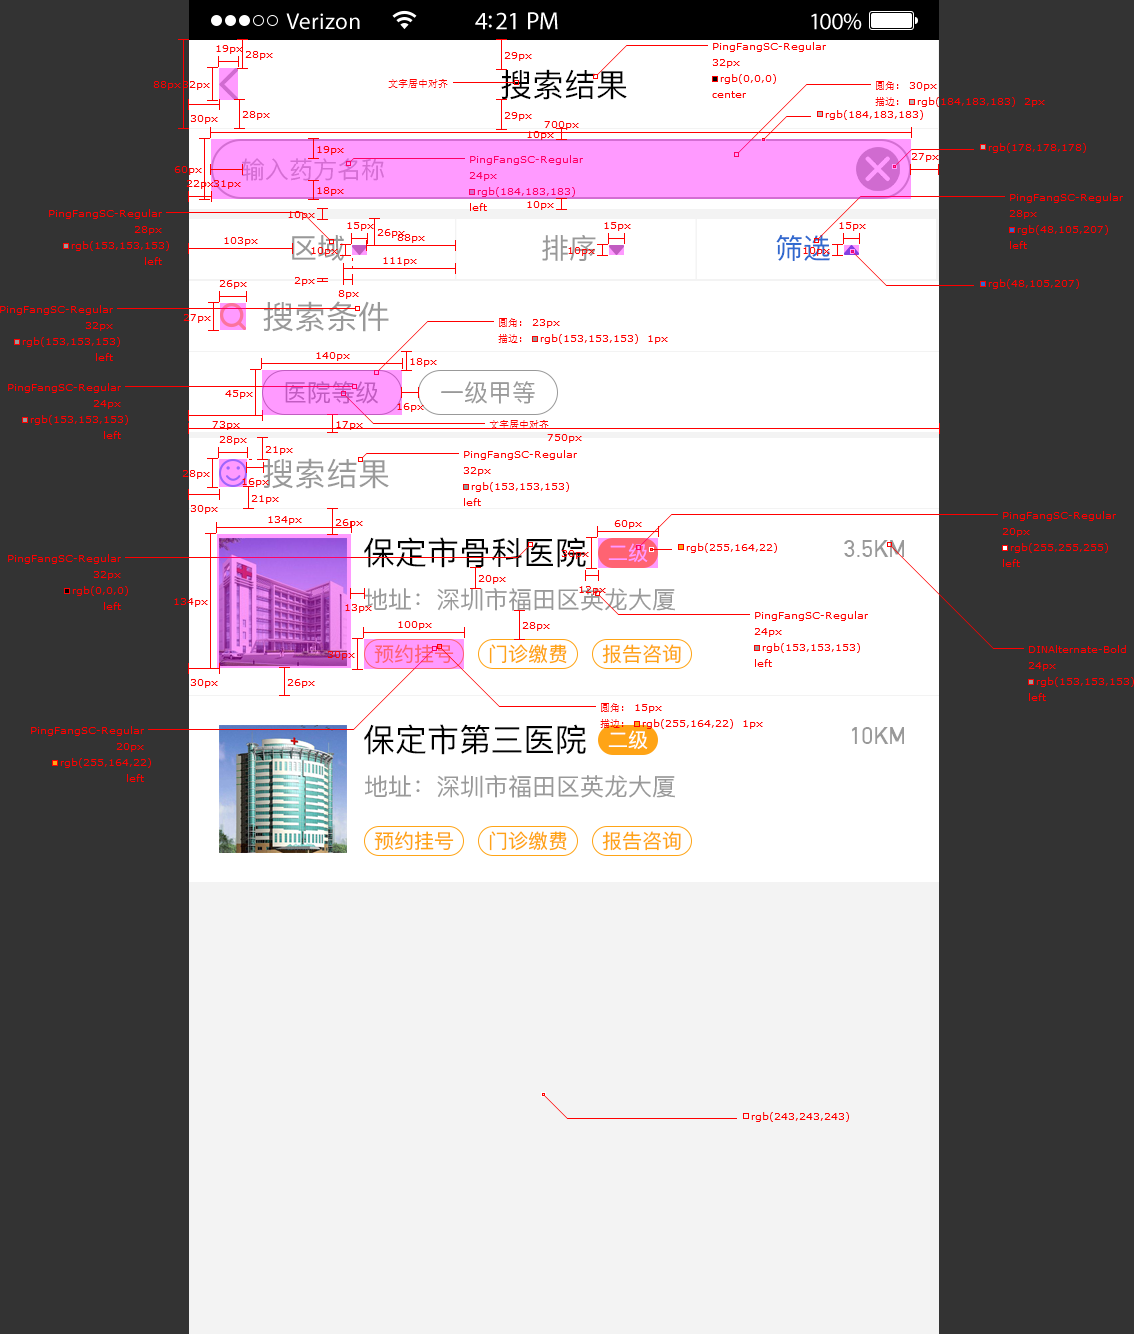 Verizon 4:21 PM 100%
19px
28px
29px
PingFangSC-Regular
32px
rgb(0,0,0)
center
文字居中对齐
搜索结果
圆角： 30px
描边： rgb(184,183,183) 2px
rgb(184,183,183)
30px
28px
29px
700px
10px
19px
输入药方名称
PingFangSC-Regular
24px
rgb(184,183,183)
left
27px
rgb(178,178,178)
60px
22px
31px
18px
10px
PingFangSC-Regular
28px
rgb(153,153,153)
left
10px
103px
区域
15px
26px
88px
10px
111px
2px
8px
排序
15px
10px
筛选
15px
10px
PingFangSC-Regular
28px
rgb(48,105,207)
left
rgb(48,105,207)
26px
27px
搜索条件
PingFangSC-Regular
32px
rgb(153,153,153)
left
圆角： 23px
描边： rgb(153,153,153) 1px
140px
18px
45px
医院等级
一级甲等
16px
73px
17px
文字居中对齐
750px
PingFangSC-Regular
24px
rgb(153,153,153)
left
28px
21px
28px
16px
搜索结果
21px
30px
PingFangSC-Regular
32px
rgb(153,153,153)
left
134px
26px
保定市骨科医院
60px
二级
rgb(255,164,22)
3.5KM
PingFangSC-Regular
20px
rgb(255,255,255)
left
PingFangSC-Regular
32px
rgb(0,0,0)
left
134px
20px
12px
13px
地址：深圳市福田区英龙大厦
PingFangSC-Regular
24px
rgb(153,153,153)
left
100px
28px
预约挂号 门诊缴费 报告咨询
DINAlternate-Bold
24px
rgb(153,153,153)
left
30px
26px
圆角： 15px
描边： rgb(255,164,22) 1px
PingFangSC-Regular
20px
rgb(255,164,22)
left
保定市第三医院 二级 10KM
地址：深圳市福田区英龙大厦
预约挂号 门诊缴费 报告咨询
rgb(243,243,243)